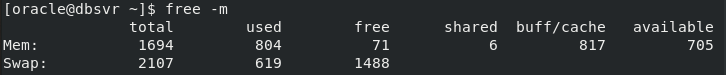 [oracle@dbsvr ~]$ free -m
total used free shared buff/cache available
Mem: 1694 804 71 6 817 705
Swap: 2107 619 1488